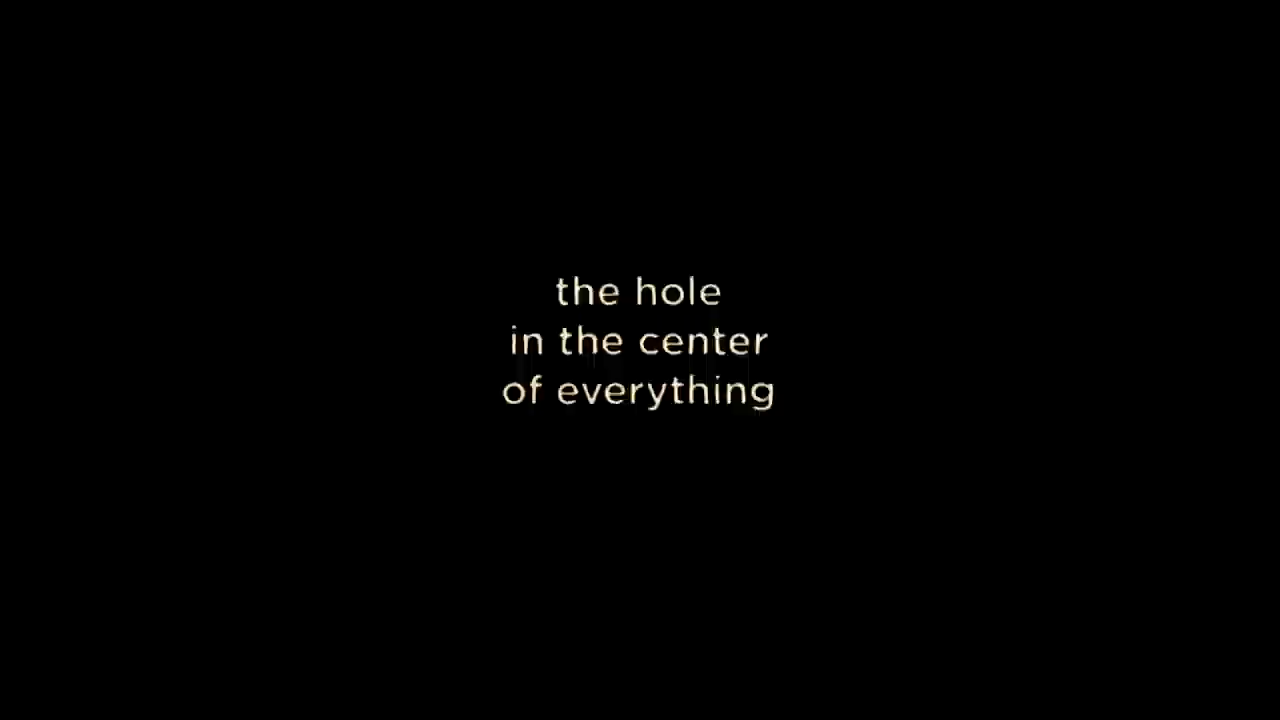 the hole
in the center
of everything